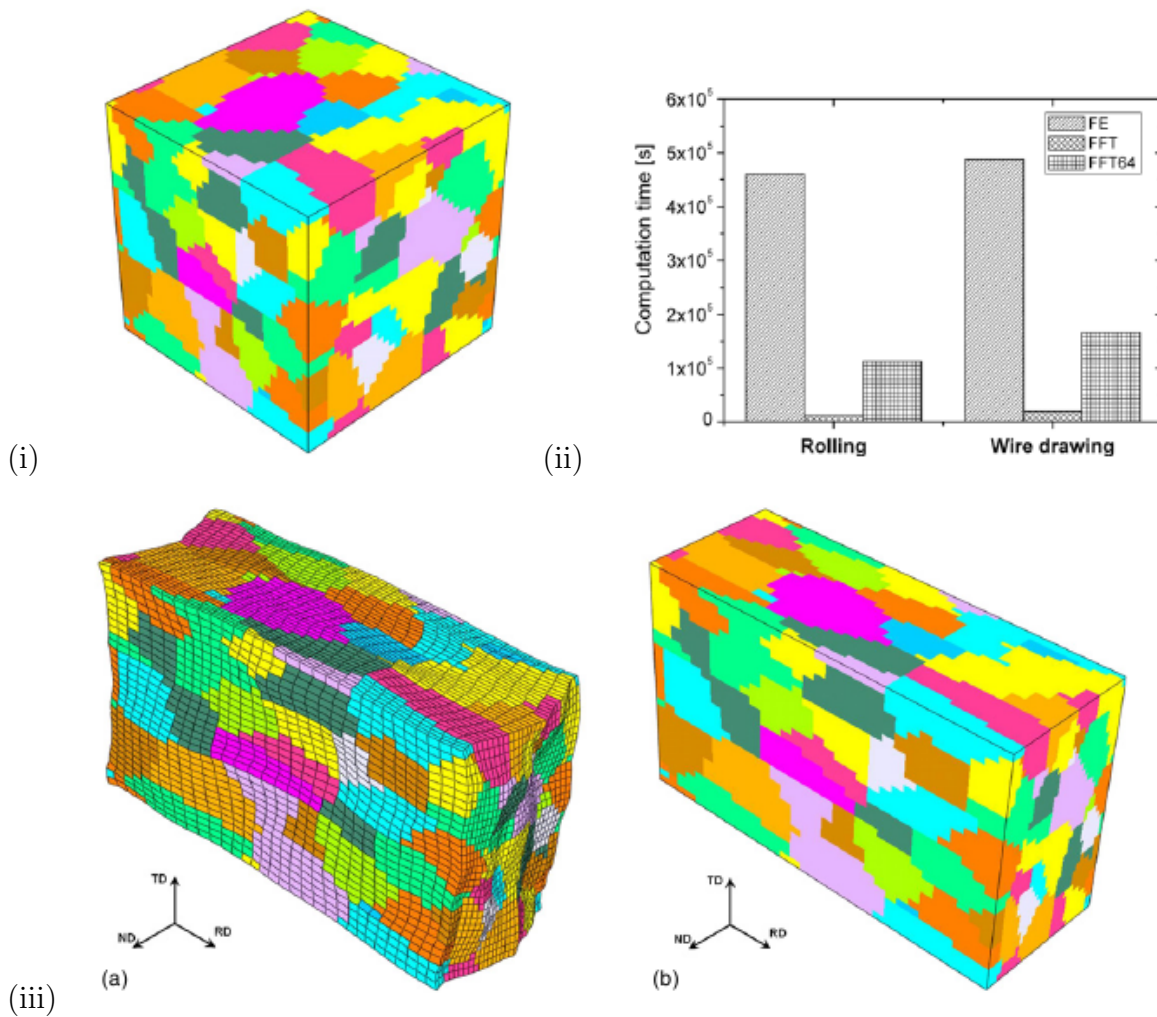 (i)
(ii)
Computation time [s]
6x10⁵
5x10⁵
4x10⁵
3x10⁵
2x10⁵
1x10⁵
0
FE
FFT
FFT64
Rolling
Wire drawing
(iii)
TD
ND
RD
(a)
TD
ND
RD
(b)